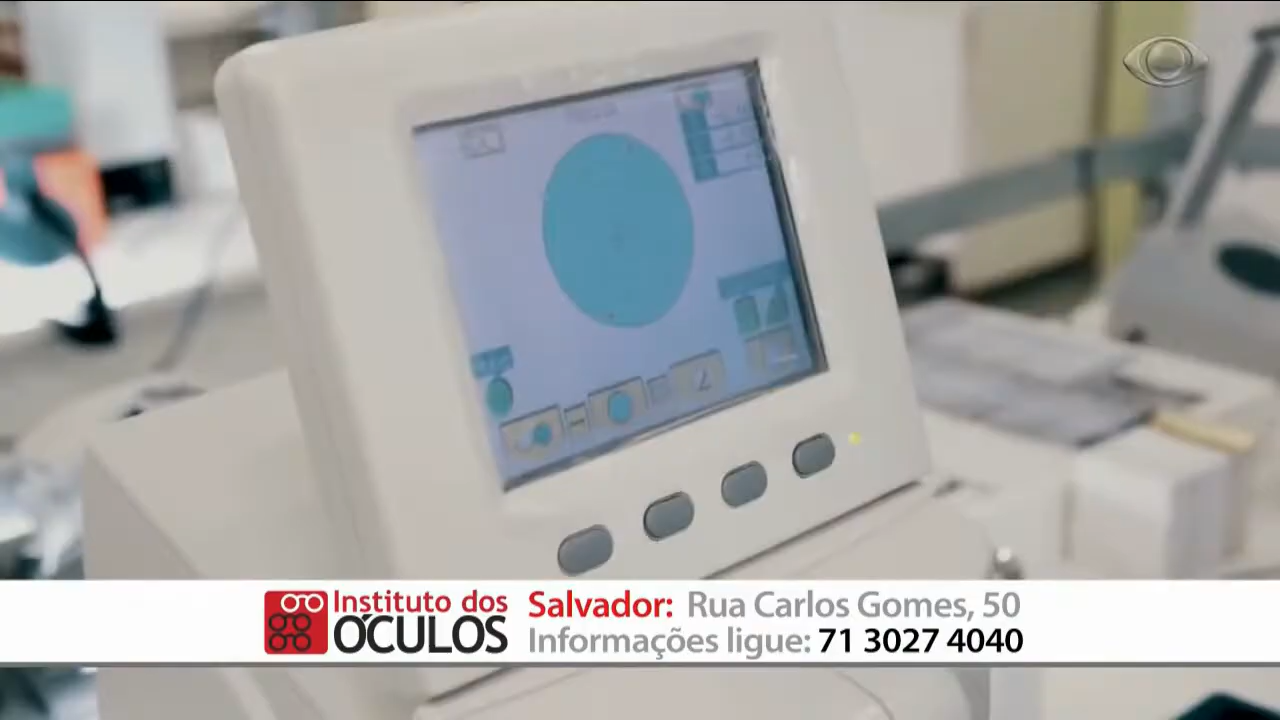 Instituto dos
ÓCULOS
Salvador: Rua Carlos Gomes, 50
Informações ligue: 71 3027 4040